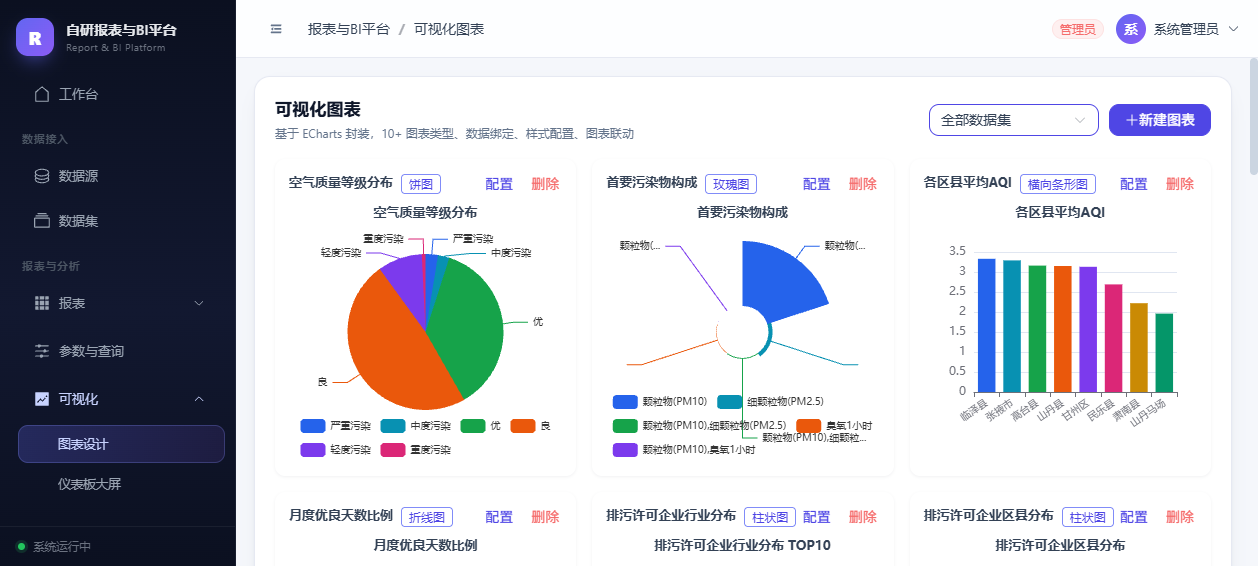 R
自研报表与BI平台
Report & BI Platform
工作台
数据接入
数据源
数据集
报表与分析
报表
参数与查询
可视化
图表设计
仪表板大屏
系统运行中
报表与BI平台 / 可视化图表
管理员
系
系统管理员
可视化图表
基于 ECharts 封装，10+ 图表类型、数据绑定、样式配置、图表联动
全部数据集
+新建图表
空气质量等级分布 饼图 配置 删除
空气质量等级分布
重度污染
严重污染
轻度污染
中度污染
优
良
严重污染 中度污染 优 良
轻度污染 重度污染
首要污染物构成 玫瑰图 配置 删除
首要污染物构成
颗粒物(...
颗粒物(...
颗粒物(PM10) 细颗粒物(PM2.5)
颗粒物(PM10),细颗粒物(PM2.5) 臭氧1小时
颗粒物(PM10),细颗粒...
颗粒物(PM10),臭氧1小时
各区县平均AQI 横向条形图 配置 删除
各区县平均AQI
3.5
3
2.5
2
1.5
1
0.5
0
临泽县 张掖市 高台县 山丹县 甘州区 民乐县 肃南县 山丹马场
月度优良天数比例 折线图 配置 删除
月度优良天数比例
排污许可企业行业分布 柱状图 配置 删除
排污许可企业行业分布 TOP10
排污许可企业区县分布 柱状图 配置 删除
排污许可企业区县分布